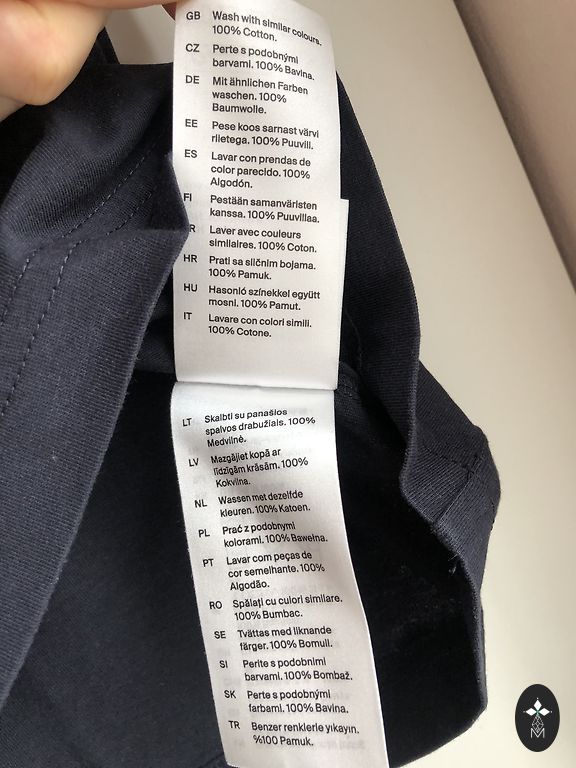 GB Wash with similar colours.
100% Cotton.
CZ Perte s podobnými
barvami. 100% Bavlna.
DE Mit ähnlichen Farben
waschen. 100%
Baumwolle.
EE Pese koos sarnast värvi
riietega. 100% Puuvill.
ES Lavar con prendas de
color parecido. 100%
Algodón.
FI Pestään samanväristen
kanssa. 100% Puuvillaa.
R Laver avec couleurs
similaires. 100% Coton.
HR Prati sa sličnim bojama.
100% Pamuk.
HU Hasonló színekkel együtt
mosni. 100% Pamut.
IT Lavare con colori simili.
100% Cotone.
LT Skalbti su panašios
spalvos drabužiais. 100%
Medvilnė.
LV Mazgājiet kopā ar
līdzīgām krāsām. 100%
Kokvilna.
NL Wassen met dezelfde
kleuren. 100% Katoen.
PL Prać z podobnymi
kolorami. 100% Bawełna.
PT Lavar com peças de
cor semelhante. 100%
Algodão.
RO Spălați cu culori similare.
100% Bumbac.
SE Tvättas med liknande
färger. 100% Bomull.
SI Perite s podobnimi
barvami. 100% Bombaž.
SK Perte s podobnými
farbami. 100% Bavlna.
TR Benzer renklerle yıkayın.
%100 Pamuk.